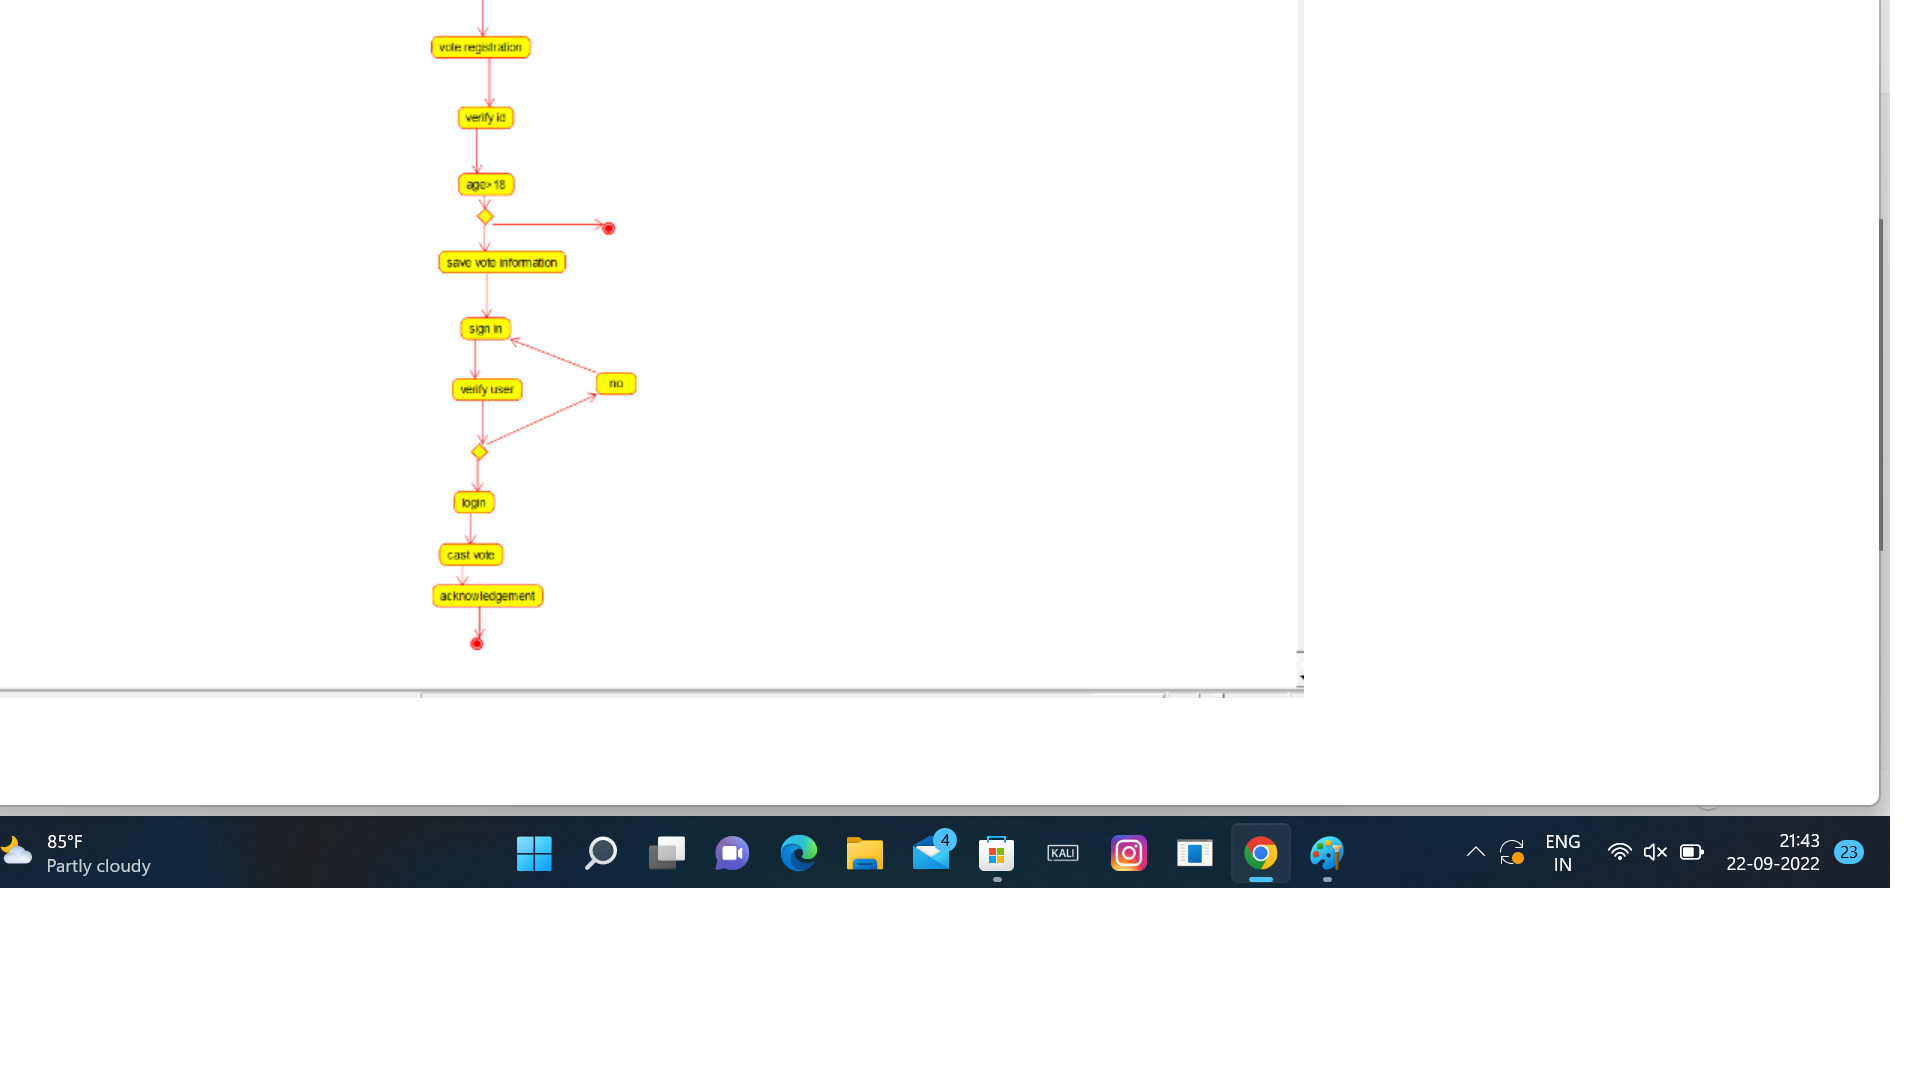 vote registration
verify id
age>18
save vote information
sign in
no
verify user
login
cast vote
acknowledgement
85°F
Partly cloudy
4
KALI
ENG
IN
21:43
22-09-2022
23